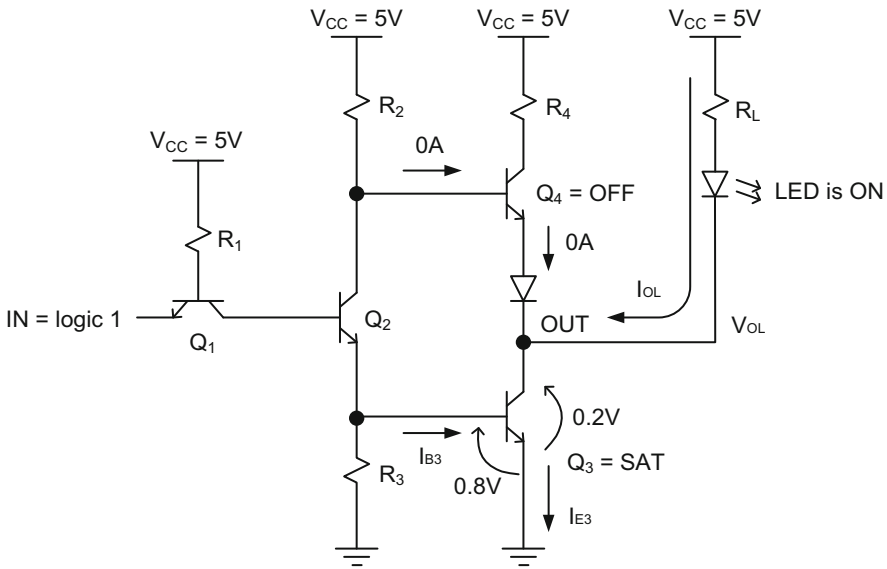 V_CC = 5V
V_CC = 5V
V_CC = 5V
R_2
R_4
R_L
V_CC = 5V
0A
Q_4 = OFF
LED is ON
R_1
0A
I_OL
IN = logic 1
Q_1
Q_2
OUT
V_OL
0.2V
I_B3
Q_3 = SAT
R_3
0.8V
I_E3